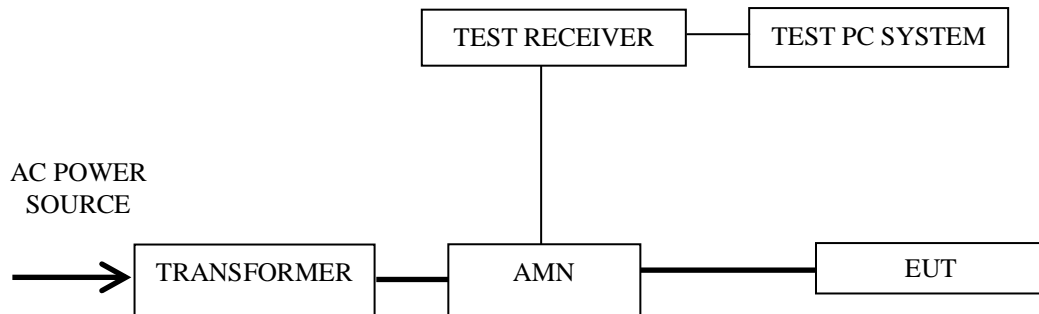 TEST RECEIVER
TEST PC SYSTEM
AC POWER
SOURCE
TRANSFORMER
AMN
EUT